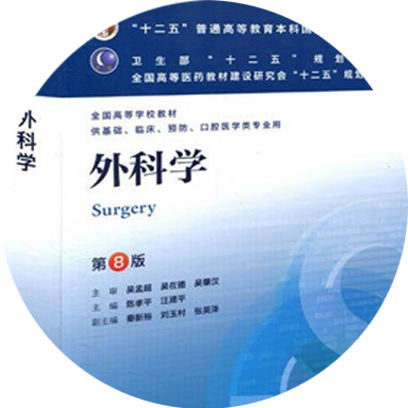 "十二五"普通高等教育本科国
卫生部"十二五"规划
全国高等医药教材建设研究会"十二五"规划
全国高等学校教材
供基础、临床、预防、口腔医学类专业用
外科学
外科学
Surgery
第8版
主审 吴孟超 吴在德 吴肇汉
主编 陈孝平 汪建平
副主编 秦新裕 刘玉村 张英泽